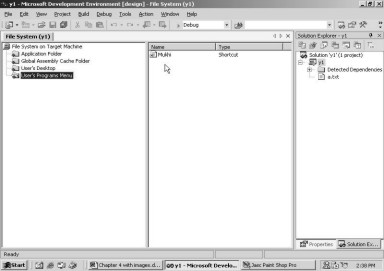 y1 - Microsoft Development Environment [design] - File System (y1)
File Edit View Project Build Debug Tools Action Window Help
Debug
File System (y1)
Solution Explorer - y1
File System on Target Machine
Application Folder
Global Assembly Cache Folder
User's Desktop
User's Programs Menu
Name Type
Mukhi Shortcut
Solution 'y1' (1 project)
y1
Detected Dependencies
a.txt
Properties Solution Ex...
Ready
Start Chapter 4 with images.d... y1 - Microsoft Develo... Jasc Paint Shop Pro 2:38 PM